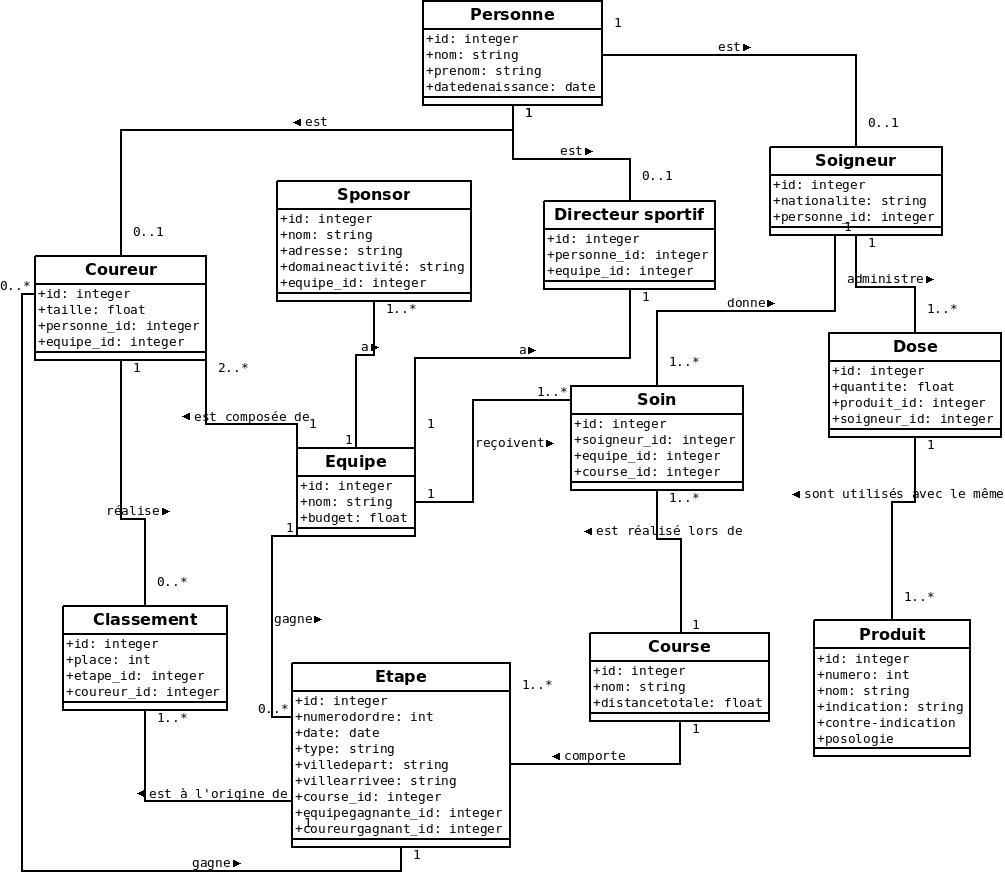 Personne
+id: integer
+nom: string
+prenom: string
+datedenaissance: date
1
est►
0..1
1
◄ est
0..1
est►
0..1
Soigneur
+id: integer
+nationalite: string
+personne_id: integer
1
1
Sponsor
+id: integer
+nom: string
+adresse: string
+domaineactivité: string
+equipe_id: integer
1..*
Directeur sportif
+id: integer
+personne_id: integer
+equipe_id: integer
1
0..*
Coureur
+id: integer
+taille: float
+personne_id: integer
+equipe_id: integer
1
2..*
administre►
1..*
donne►
1..*
a►
a►
Dose
+id: integer
+quantite: float
+produit_id: integer
+soigneur_id: integer
1
◄ est composée de
1
1
1
Soin
+id: integer
+soigneur_id: integer
+equipe_id: integer
+course_id: integer
1..*
1..*
reçoivent►
1
Equipe
+id: integer
+nom: string
+budget: float
1
réalise►
0..*
◄ sont utilisés avec le même
1..*
◄ est réalisé lors de
1
Classement
+id: integer
+place: int
+etape_id: integer
+coureur_id: integer
1..*
gagne►
0..*
Course
+id: integer
+nom: string
+distancetotale: float
1
Produit
+id: integer
+numero: int
+nom: string
+indication: string
+contre-indication
+posologie
Etape
+id: integer
+numerodordre: int
+date: date
+type: string
+villedepart: string
+villearrivee: string
+course_id: integer
+equipegagnante_id: integer
+coureurgagnant_id: integer
1..*
◄ comporte
◄ est à l'origine de
1
1
gagne►